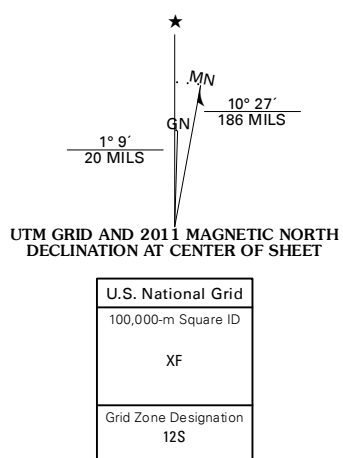 MN
GN
10° 27´
186 MILS
1° 9´
20 MILS
UTM GRID AND 2011 MAGNETIC NORTH
DECLINATION AT CENTER OF SHEET
U.S. National Grid
100,000-m Square ID
XF
Grid Zone Designation
12S